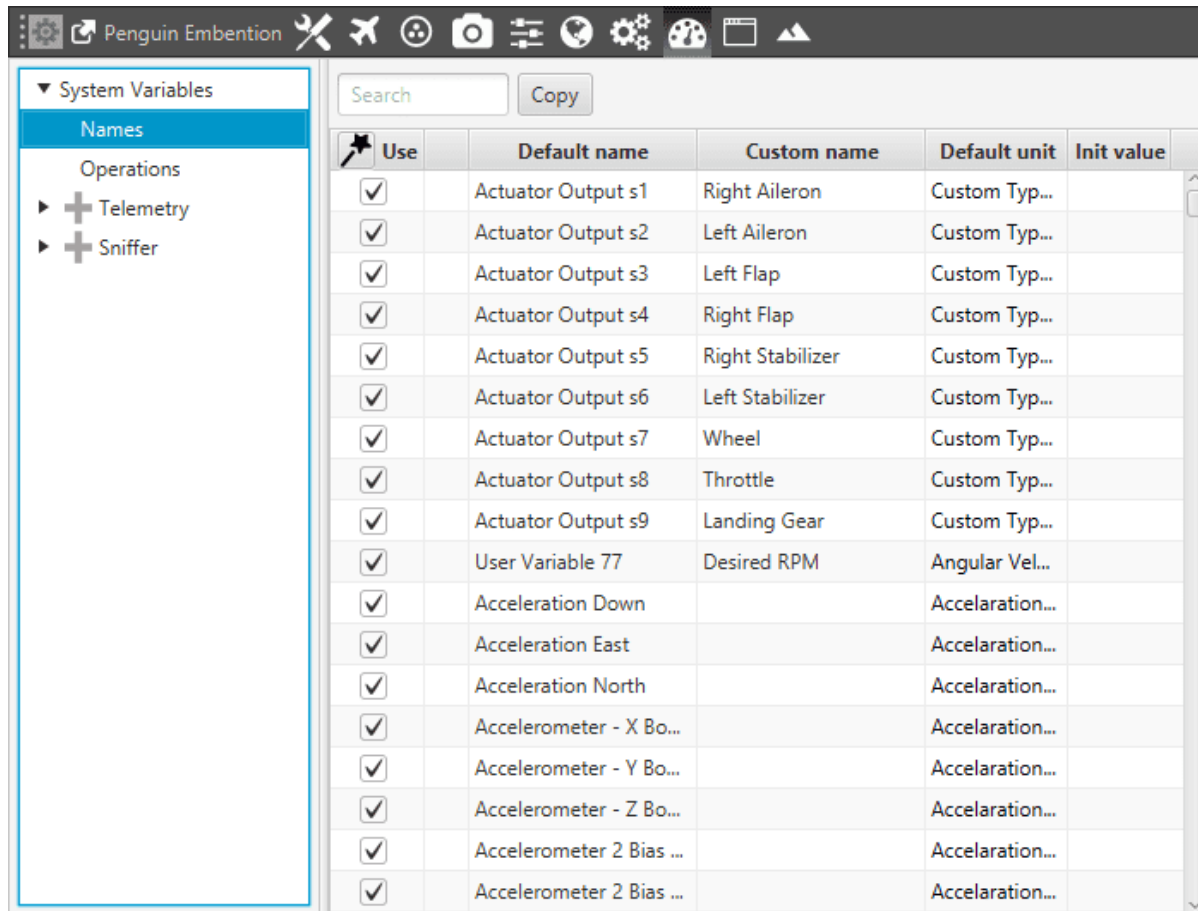 Penguin Embention
System Variables
Names
Operations
Telemetry
Sniffer
Search Copy
Use Default name Custom name Default unit Init value
Actuator Output s1 Right Aileron Custom Typ...
Actuator Output s2 Left Aileron Custom Typ...
Actuator Output s3 Left Flap Custom Typ...
Actuator Output s4 Right Flap Custom Typ...
Actuator Output s5 Right Stabilizer Custom Typ...
Actuator Output s6 Left Stabilizer Custom Typ...
Actuator Output s7 Wheel Custom Typ...
Actuator Output s8 Throttle Custom Typ...
Actuator Output s9 Landing Gear Custom Typ...
User Variable 77 Desired RPM Angular Vel...
Acceleration Down Accelaration...
Acceleration East Accelaration...
Acceleration North Accelaration...
Accelerometer - X Bo... Accelaration...
Accelerometer - Y Bo... Accelaration...
Accelerometer - Z Bo... Accelaration...
Accelerometer 2 Bias ... Accelaration...
Accelerometer 2 Bias ... Accelaration...